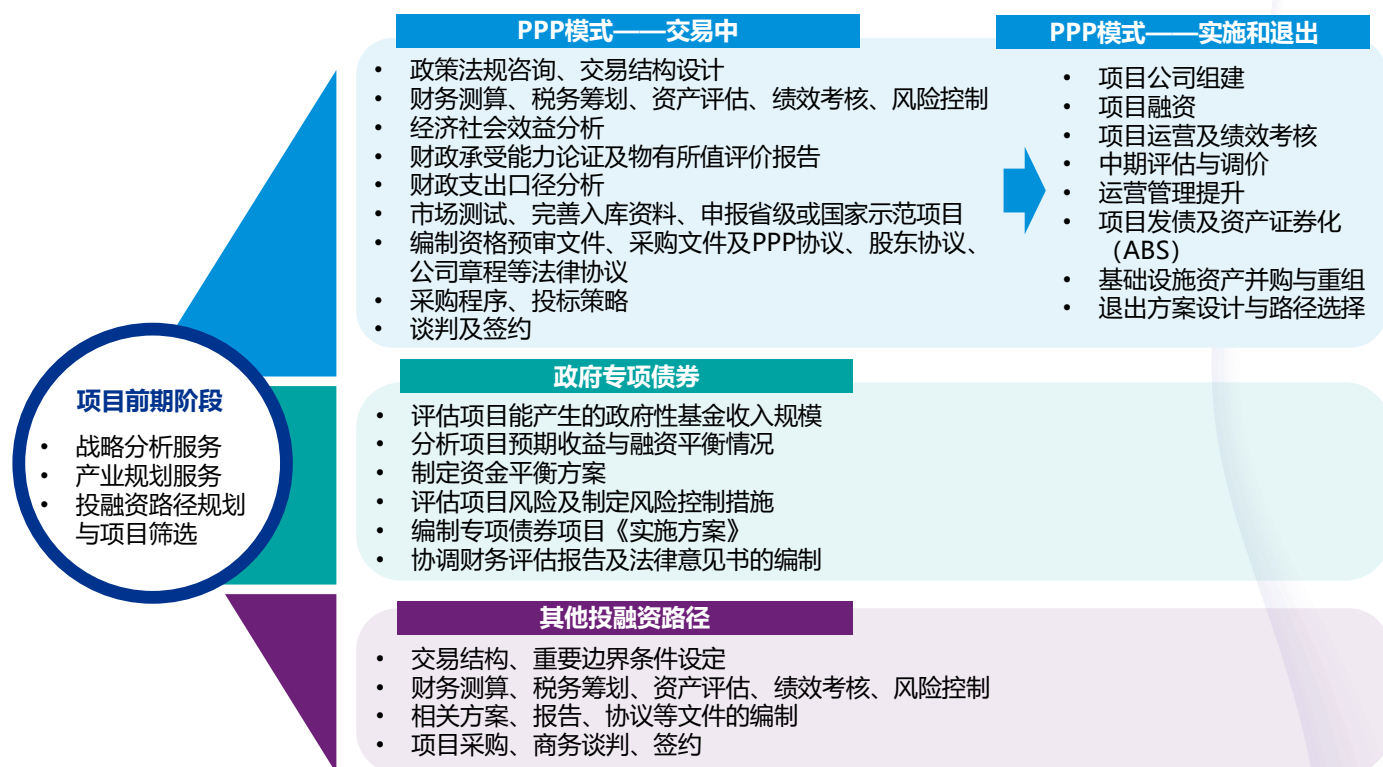 项目前期阶段
• 战略分析服务
• 产业规划服务
• 投融资路径规划
与项目筛选
PPP模式——交易中
• 政策法规咨询、交易结构设计
• 财务测算、税务筹划、资产评估、绩效考核、风险控制
• 经济社会效益分析
• 财政承受能力论证及物有所值评价报告
• 财政支出口径分析
• 市场测试、完善入库资料、申报省级或国家示范项目
• 编制资格预审文件、采购文件及PPP协议、股东协议、
公司章程等法律协议
• 采购程序、投标策略
• 谈判及签约
PPP模式——实施和退出
• 项目公司组建
• 项目融资
• 项目运营及绩效考核
• 中期评估与调价
• 运营管理提升
• 项目发债及资产证券化
（ABS）
• 基础设施资产并购与重组
• 退出方案设计与路径选择
政府专项债券
• 评估项目能产生的政府性基金收入规模
• 分析项目预期收益与融资平衡情况
• 制定资金平衡方案
• 评估项目风险及制定风险控制措施
• 编制专项债券项目《实施方案》
• 协调财务评估报告及法律意见书的编制
其他投融资路径
• 交易结构、重要边界条件设定
• 财务测算、税务筹划、资产评估、绩效考核、风险控制
• 相关方案、报告、协议等文件的编制
• 项目采购、商务谈判、签约